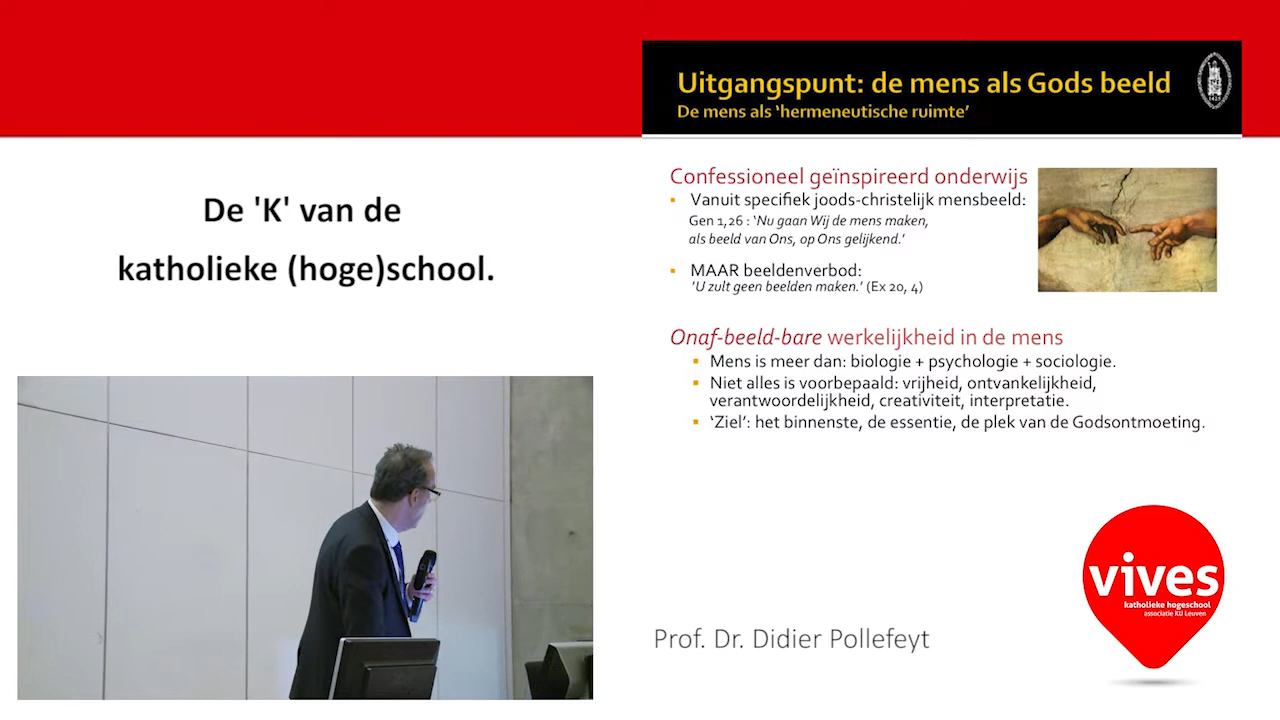 De 'K' van de
katholieke (hoge)school.
Uitgangspunt: de mens als Gods beeld
De mens als ‘hermeneutische ruimte’
Confessioneel geïnspireerd onderwijs
Vanuit specifiek joods-christelijk mensbeeld:
Gen 1,26 : ‘Nu gaan Wij de mens maken,
als beeld van Ons, op Ons gelijkend.’
MAAR beeldenverbod:
‘U zult geen beelden maken.’ (Ex 20, 4)
Onaf-beeld-bare werkelijkheid in de mens
Mens is meer dan: biologie + psychologie + sociologie.
Niet alles is voorbepaald: vrijheid, ontvankelijkheid,
verantwoordelijkheid, creativiteit, interpretatie.
‘Ziel’: het binnenste, de essentie, de plek van de Godsontmoeting.
Prof. Dr. Didier Pollefeyt
vives
katholieke hogeschool
associatie KU Leuven
1425